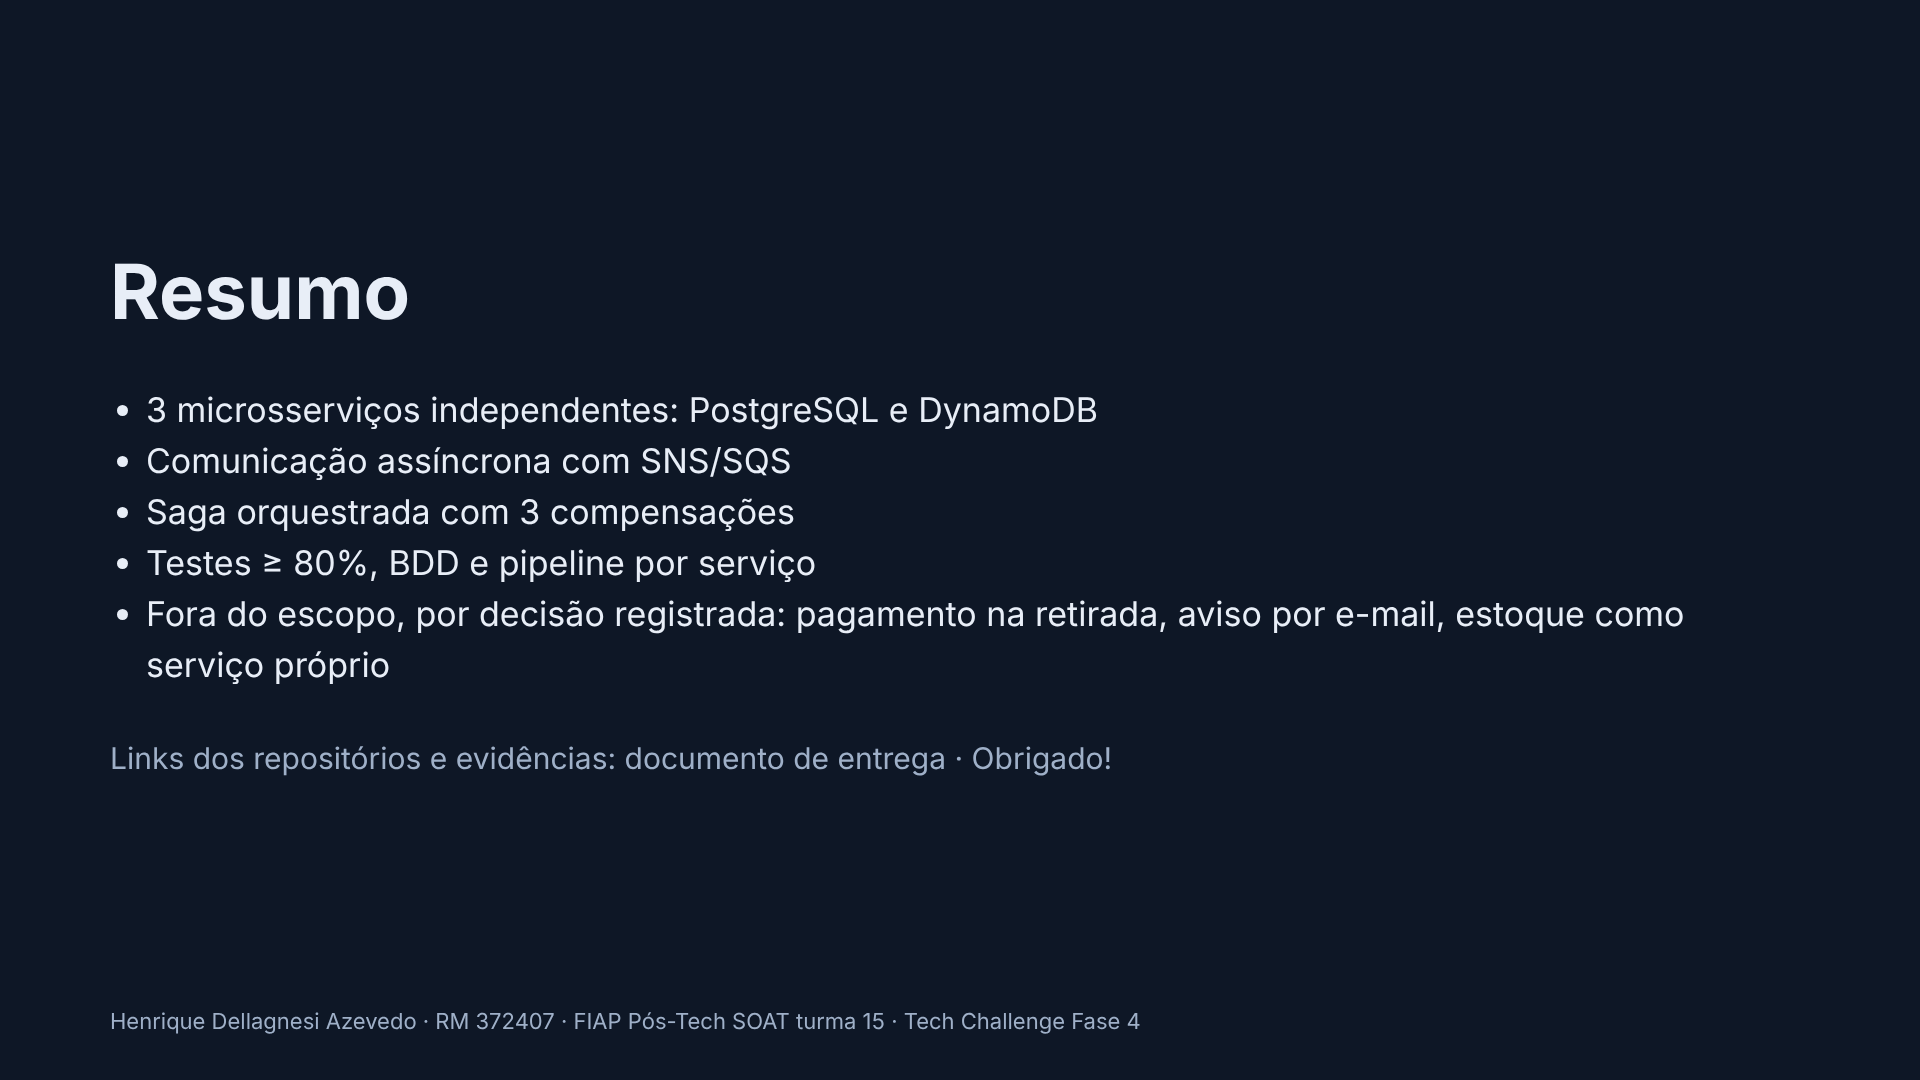 Resumo
• 3 microsserviços independentes: PostgreSQL e DynamoDB
• Comunicação assíncrona com SNS/SQS
• Saga orquestrada com 3 compensações
• Testes ≥ 80%, BDD e pipeline por serviço
• Fora do escopo, por decisão registrada: pagamento na retirada, aviso por e-mail, estoque como
serviço próprio
Links dos repositórios e evidências: documento de entrega · Obrigado!
Henrique Dellagnesi Azevedo · RM 372407 · FIAP Pós-Tech SOAT turma 15 · Tech Challenge Fase 4